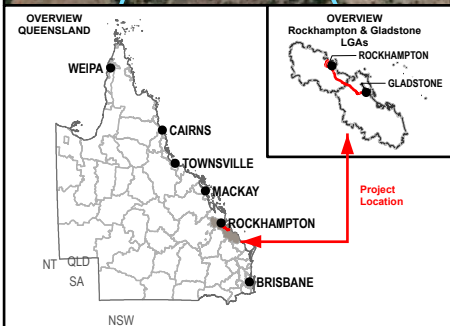 OVERVIEW
QUEENSLAND
WEIPA
CAIRNS
TOWNSVILLE
MACKAY
ROCKHAMPTON
BRISBANE
NT
QLD
SA
NSW
OVERVIEW
Rockhampton & Gladstone
LGAs
ROCKHAMPTON
GLADSTONE
Project
Location